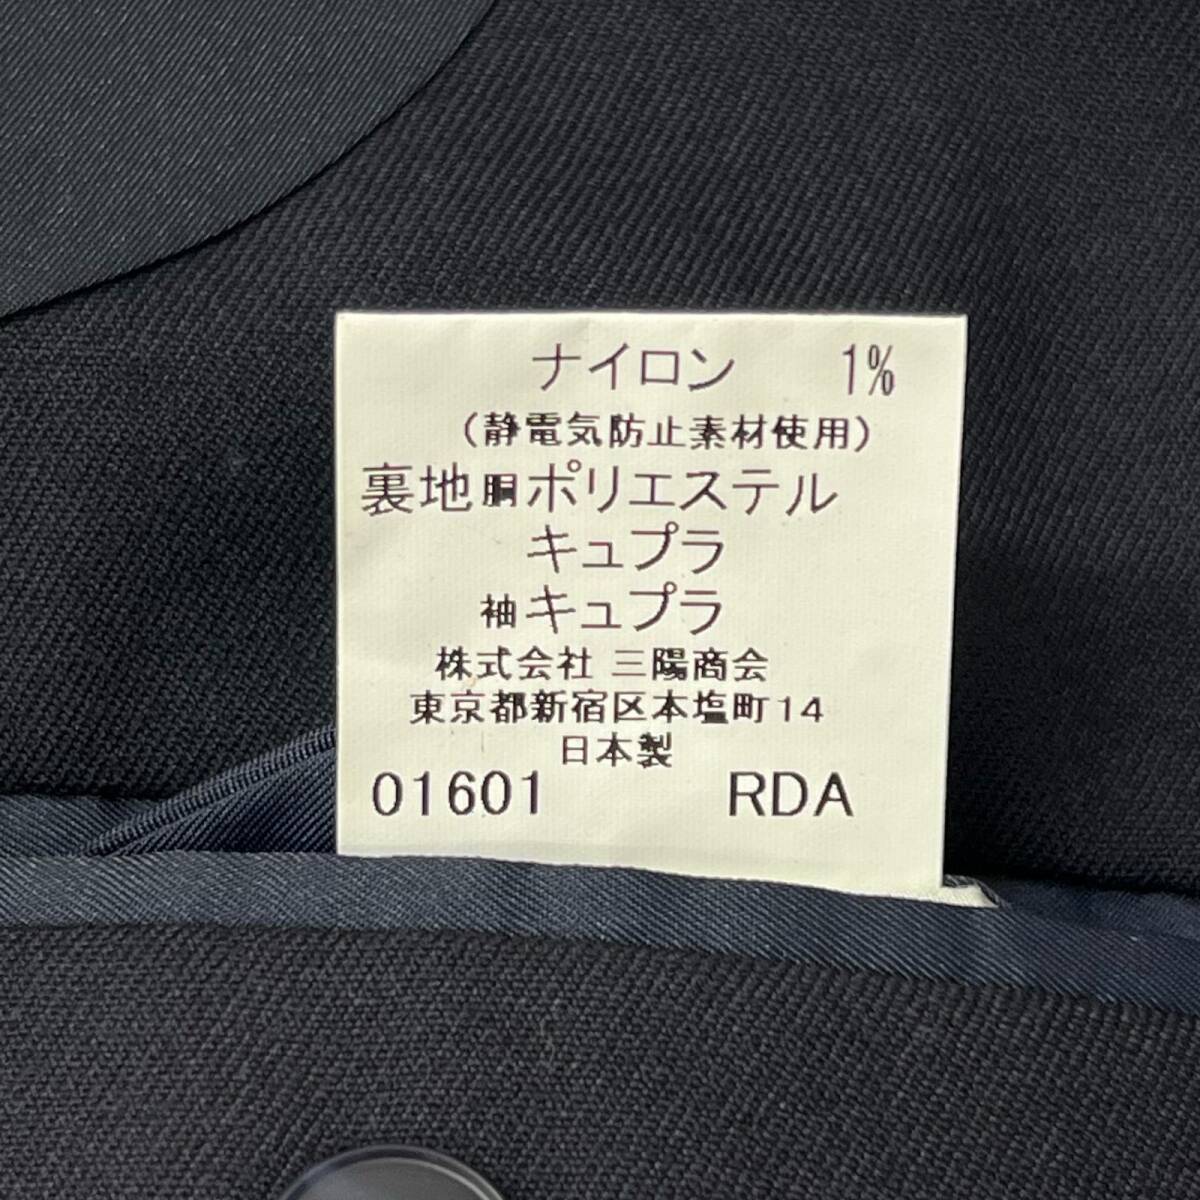 ナイロン 1%
(静電気防止素材使用)
裏地 胴 ポリエステル
キュプラ
袖 キュプラ
株式会社 三陽商会
東京都新宿区本塩町14
日本製
01601 RDA